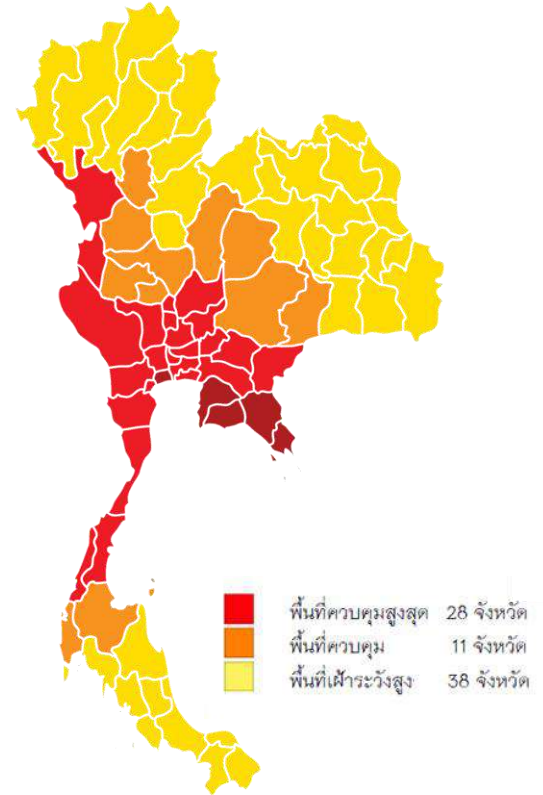 พื้นที่ควบคุมสูงสุด 28 จังหวัด
พื้นที่ควบคุม 11 จังหวัด
พื้นที่เฝ้าระวังสูง 38 จังหวัด